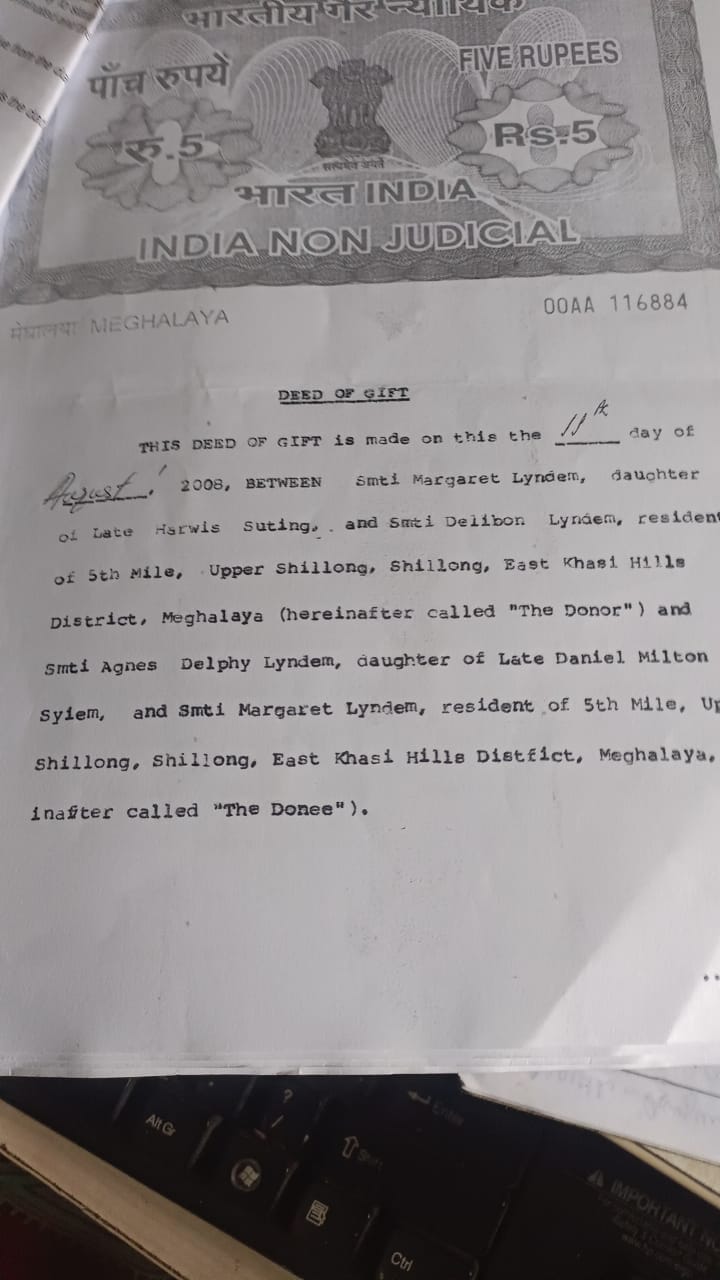 भारतीय गैर न्यायिक
पाँच रुपयें
FIVE RUPEES
रु.5
Rs.5
सत्यमेव जयते
भारत INDIA
INDIA NON JUDICIAL
मेघालया MEGHALAYA
00AA 116884
DEED OF GIFT
THIS DEED OF GIFT is made on this the 11th day of
August, 2008, BETWEEN Smti Margaret Lyndem, daughter
of Late Harwis Suting, and Smti Delibon Lyndem, resident
of 5th Mile, Upper Shillong, Shillong, East Khasi Hills
District, Meghalaya (hereinafter called "The Donor") and
Smti Agnes Delphy Lyndem, daughter of Late Daniel Milton
Syiem, and Smti Margaret Lyndem, resident of 5th Mile, Up
Shillong, Shillong, East Khasi Hills District, Meghalaya,
inafter called "The Donee").
Alt Gr
?
/
Enter
Shift
Ctrl
IMPORTANT